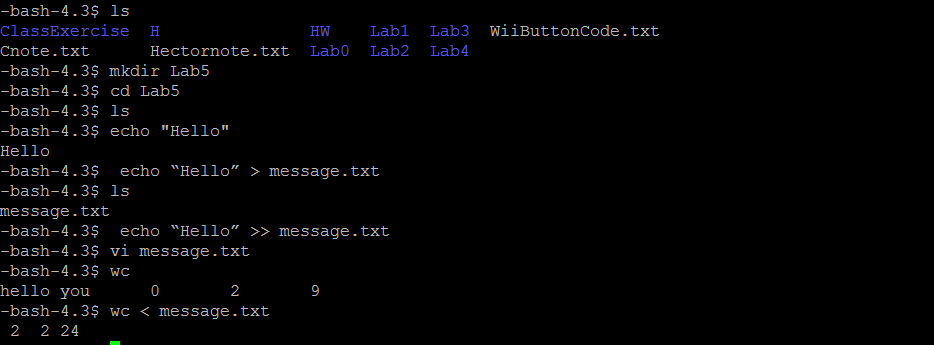 -bash-4.3$ ls
ClassExercise  H               HW    Lab1  Lab3  WiiButtonCode.txt
Cnote.txt      Hectornote.txt  Lab0  Lab2  Lab4
-bash-4.3$ mkdir Lab5
-bash-4.3$ cd Lab5
-bash-4.3$ ls
-bash-4.3$ echo "Hello"
Hello
-bash-4.3$  echo “Hello” > message.txt
-bash-4.3$ ls
message.txt
-bash-4.3$  echo “Hello” >> message.txt
-bash-4.3$ vi message.txt
-bash-4.3$ wc
hello you      0       2       9
-bash-4.3$ wc < message.txt
 2  2 24